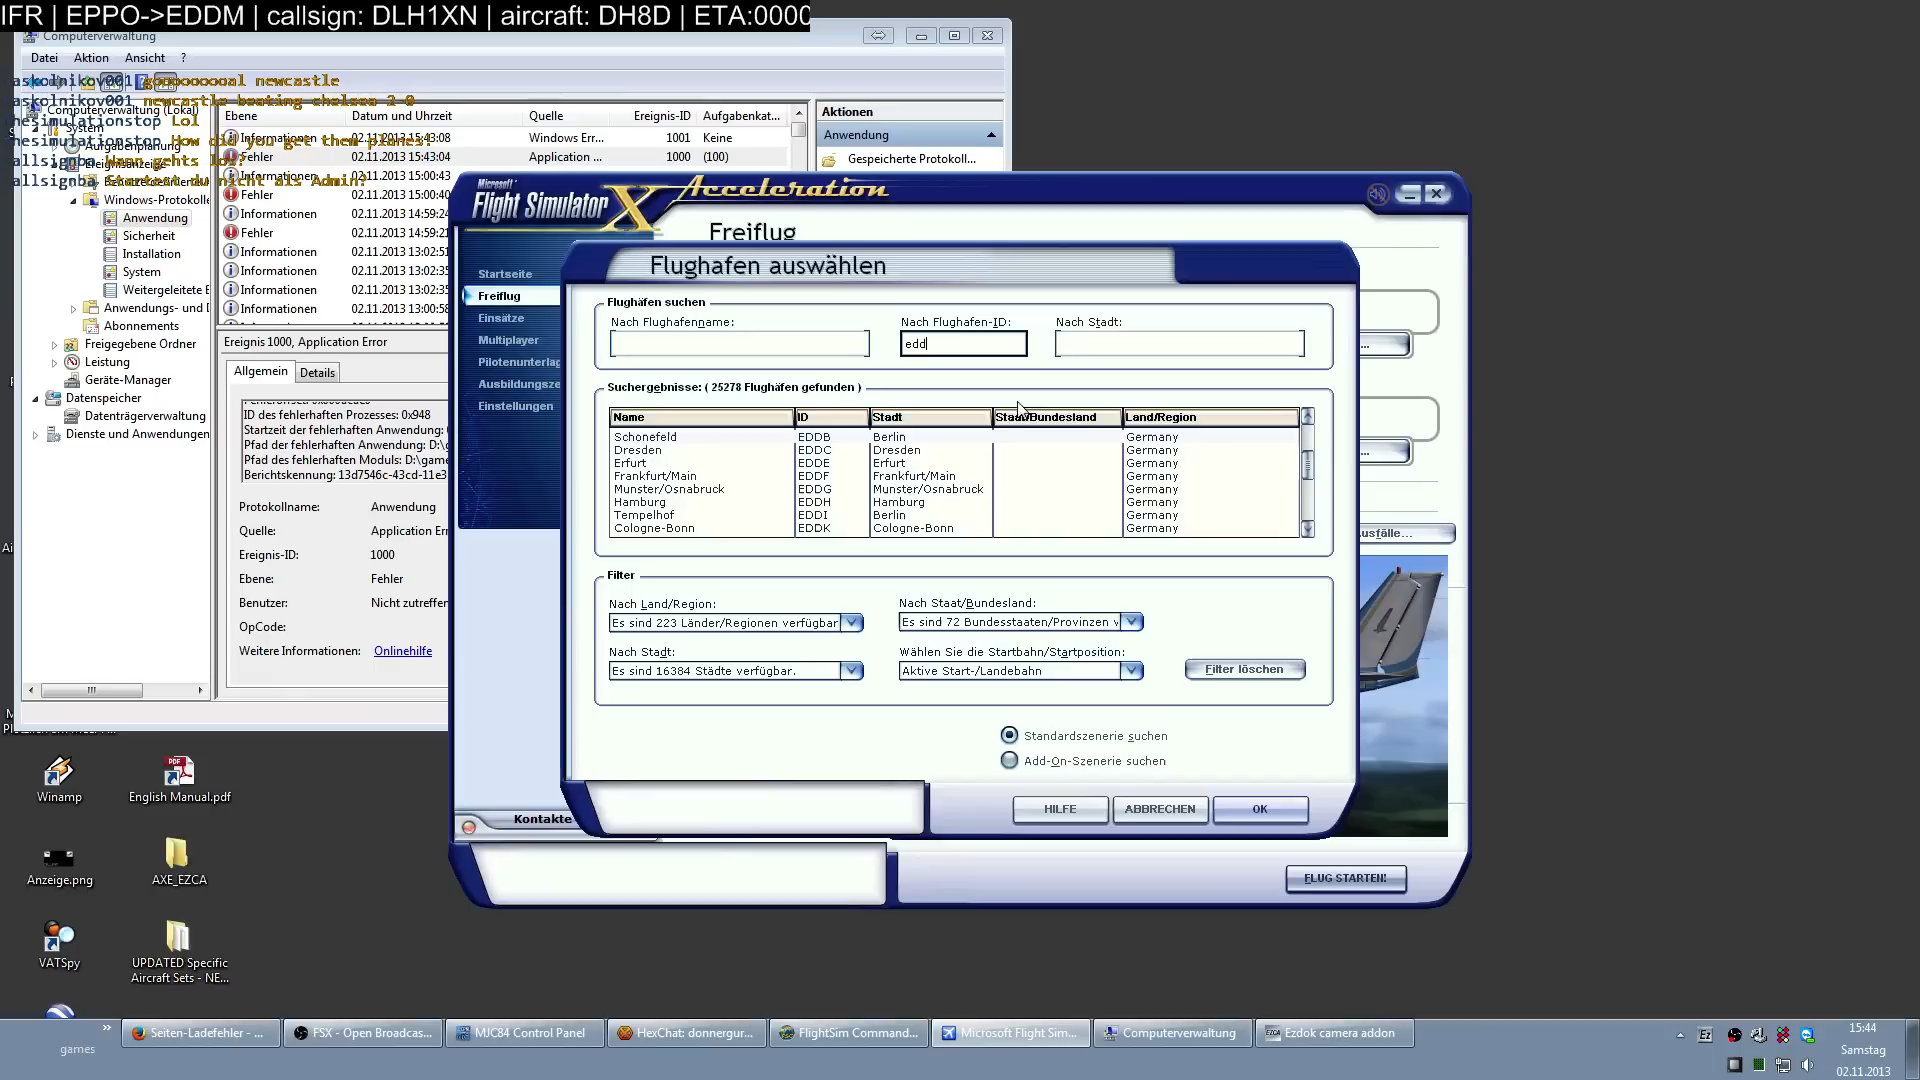 IFR | EPPO->EDDM | callsign: DLH1XN | aircraft: DH8D | ETA:0000
Computerverwaltung
Datei Aktion Ansicht ?
askolnikov001 gooooooooal newcastle
askolnikov001 newcastle beating chelsea 2-0
hesimulationstop Lol
hesimulationstop How did you get them planes?
allsignba Wann gehts los?
allsignba Startest du nicht als Admin?
Computerverwaltung (Lokal)
System
Aufgabenplanung
Windows-Protokolle
Anwendung
Sicherheit
Installation
System
Weitergeleitete E
Anwendungs- und D
Abonnements
Freigegebene Ordner
Leistung
Geräte-Manager
Datenspeicher
Datenträgerverwaltung
Dienste und Anwendungen
Ebene Datum und Uhrzeit Quelle Ereignis-ID Aufgabenkat...
Informationen 02.11.2013 15:43:08 Windows Err... 1001 Keine
Fehler 02.11.2013 15:43:04 Application ... 1000 (100)
Informationen 02.11.2013 15:00:43
Fehler 02.11.2013 15:00:40
Informationen 02.11.2013 14:59:24
Fehler 02.11.2013 14:59:21
Informationen 02.11.2013 13:02:51
Informationen 02.11.2013 13:02:35
Informationen 02.11.2013 13:02:35
Informationen 02.11.2013 13:00:58
Aktionen
Anwendung
Gespeicherte Protokoll...
Ereignis 1000, Application Error
Allgemein Details
ID des fehlerhaften Prozesses: 0x948
Startzeit der fehlerhaften Anwendung:
Pfad der fehlerhaften Anwendung: D:\g
Pfad des fehlerhaften Moduls: D:\game
Berichtskennung: 13d7546c-43cd-11e3
Protokollname: Anwendung
Quelle: Application Err
Ereignis-ID: 1000
Ebene: Fehler
Benutzer: Nicht zutreffen
OpCode:
Weitere Informationen: Onlinehilfe
Microsoft
Flight Simulator X Acceleration
Freiflug
Startseite
Freiflug
Einsätze
Multiplayer
Pilotenunterlag
Ausbildungsze
Einstellungen
Kontakte
Flughafen auswählen
Flughäfen suchen
Nach Flughafenname: Nach Flughafen-ID: Nach Stadt:
edd
Suchergebnisse: ( 25278 Flughäfen gefunden )
Name ID Stadt Staat/Bundesland Land/Region
Schonefeld EDDB Berlin Germany
Dresden EDDC Dresden Germany
Erfurt EDDE Erfurt Germany
Frankfurt/Main EDDF Frankfurt/Main Germany
Munster/Osnabruck EDDG Munster/Osnabruck Germany
Hamburg EDDH Hamburg Germany
Tempelhof EDDI Berlin Germany
Cologne-Bonn EDDK Cologne-Bonn Germany
Filter
Nach Land/Region: Nach Staat/Bundesland:
Es sind 223 Länder/Regionen verfügbar Es sind 72 Bundesstaaten/Provinzen v
Nach Stadt: Wählen Sie die Startbahn/Startposition:
Es sind 16384 Städte verfügbar. Aktive Start-/Landebahn Filter löschen
Standardszenerie suchen
Add-On-Szenerie suchen
HILFE ABBRECHEN OK
usfälle...
FLUG STARTEN!
Winamp
English Manual.pdf
Anzeige.png
AXE_EZCA
VATSpy
UPDATED Specific
Aircraft Sets - NE...
games
Seiten-Ladefehler - ... FSX - Open Broadcas... MJC84 Control Panel HexChat: donnergur... FlightSim Command... Microsoft Flight Sim... Computerverwaltung Ezdok camera addon
15:44
Samstag
02.11.2013